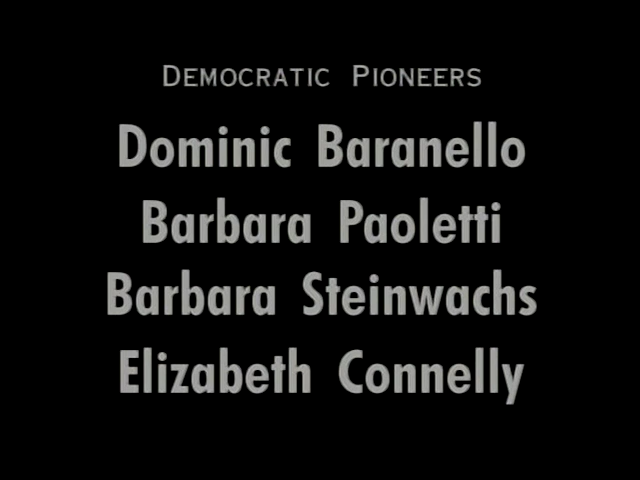 Democratic Pioneers
Dominic Baranello
Barbara Paoletti
Barbara Steinwachs
Elizabeth Connelly